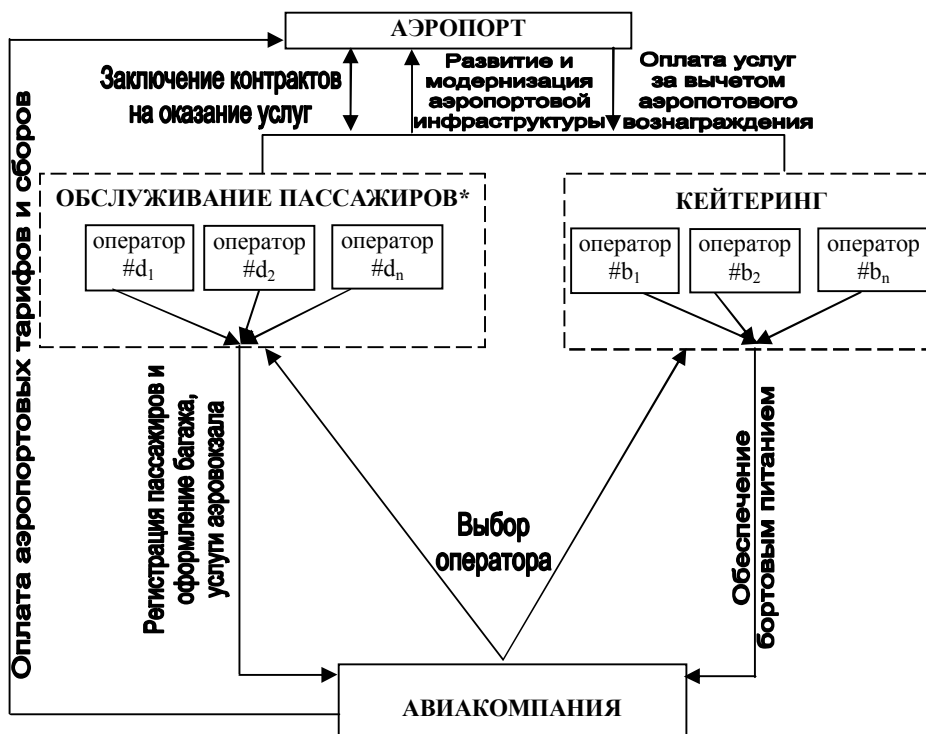 АЭРОПОРТ
Заключение контрактов
на оказание услуг
Развитие и
модернизация
аэропортовой
инфраструктуры
Оплата услуг
за вычетом
аэропотового
вознаграждения
Оплата аэропортовых тарифов и сборов
ОБСЛУЖИВАНИЕ ПАССАЖИРОВ*
оператор
#d₁
оператор
#d₂
оператор
#dₙ
КЕЙТЕРИНГ
оператор
#b₁
оператор
#b₂
оператор
#bₙ
Регистрация пассажиров и
оформление багажа,
услуги аэровокзала
Выбор
оператора
Обеспечение
бортовым питанием
АВИАКОМПАНИЯ